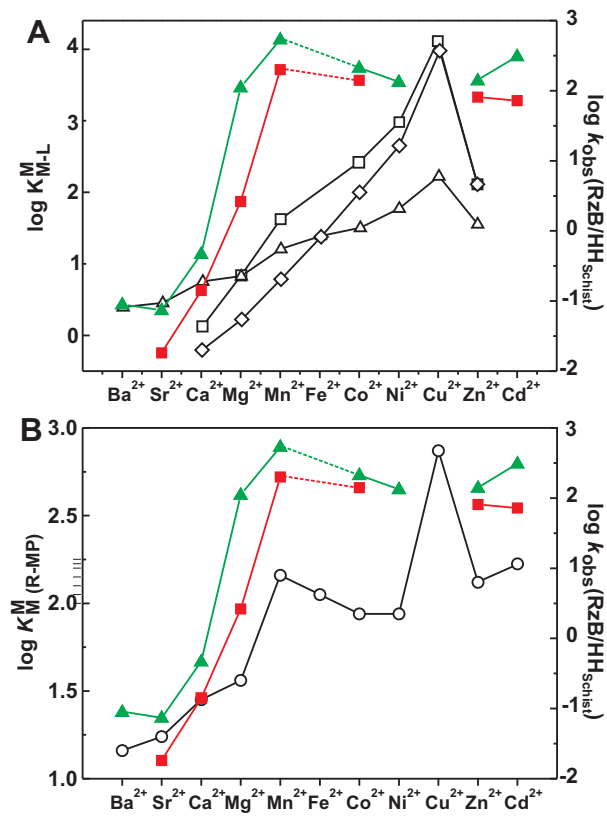 A
log K^M_M-L
4
3
2
1
0
3
2
1
0
-1
-2
log k_obs(RzB/HH_Schist)
Ba²⁺ Sr²⁺ Ca²⁺ Mg²⁺ Mn²⁺ Fe²⁺ Co²⁺ Ni²⁺ Cu²⁺ Zn²⁺ Cd²⁺
B
log K^M_M (R-MP)
3.0
2.5
2.0
1.5
1.0
3
2
1
0
-1
-2
log k_obs(RzB/HH_Schist)
Ba²⁺ Sr²⁺ Ca²⁺ Mg²⁺ Mn²⁺ Fe²⁺ Co²⁺ Ni²⁺ Cu²⁺ Zn²⁺ Cd²⁺